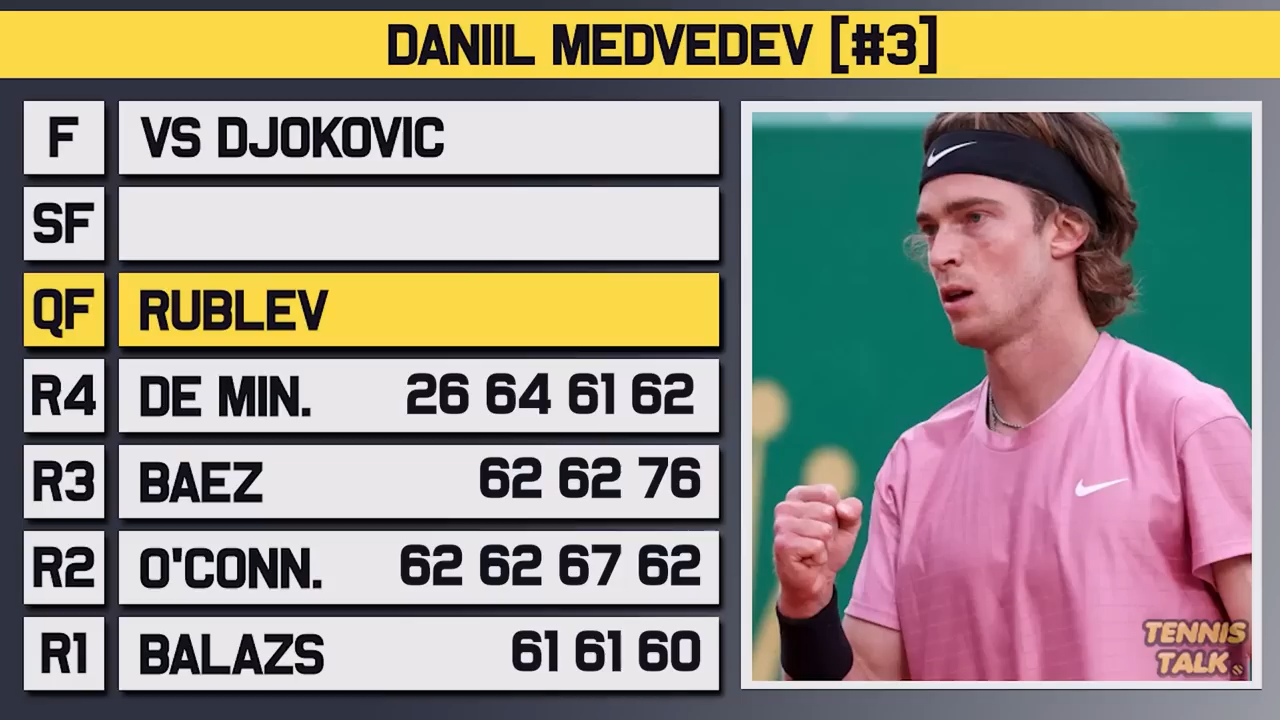 DANIIL MEDVEDEV [#3]
F VS DJOKOVIC
SF
QF RUBLEV
R4 DE MIN. 26 64 61 62
R3 BAEZ 62 62 76
R2 O'CONN. 62 62 67 62
R1 BALAZS 61 61 60
TENNIS
TALK